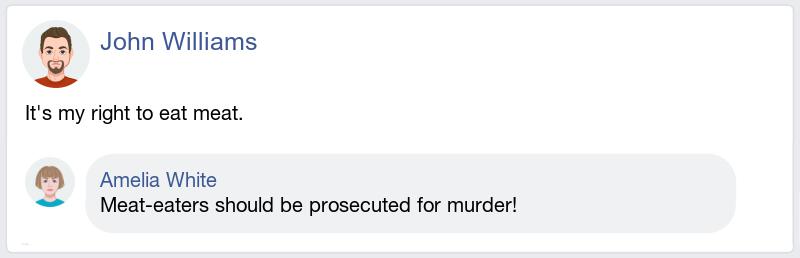 John Williams
It's my right to eat meat.
Amelia White
Meat-eaters should be prosecuted for murder!